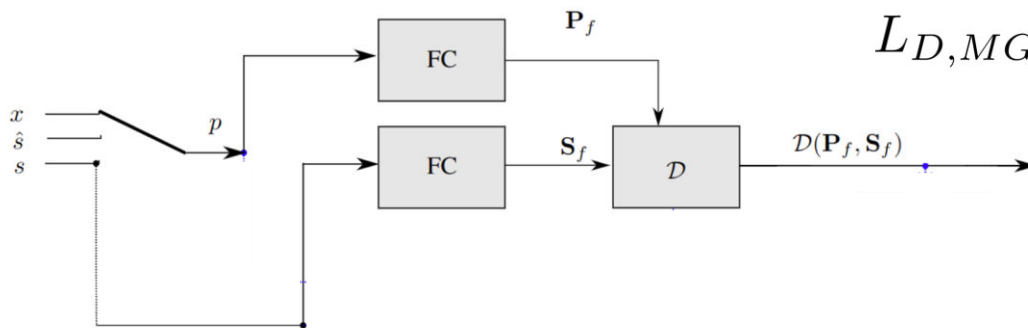 P_f
L_{D,MG
FC
x
ŝ
p
s
S_f
FC
D
D(P_f, S_f)